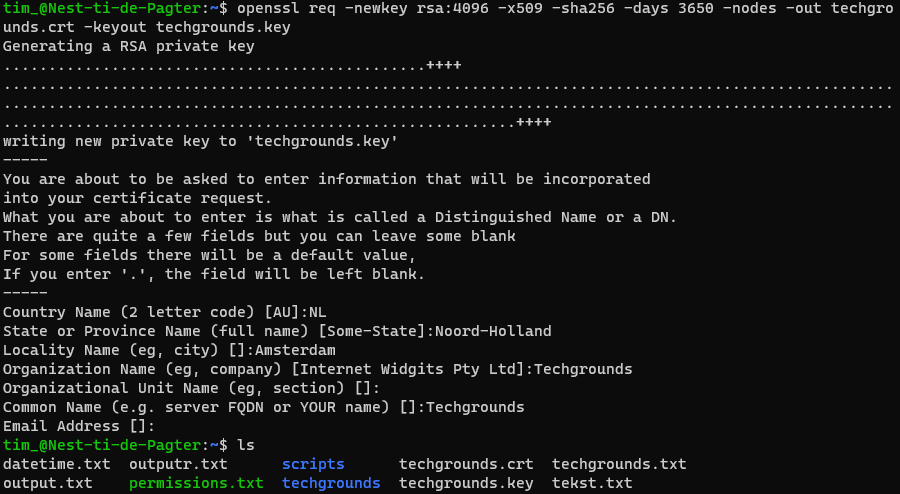 tim_@Nest-ti-de-Pagter:~$ openssl req -newkey rsa:4096 -x509 -sha256 -days 3650 -nodes -out techgro
unds.crt -keyout techgrounds.key
Generating a RSA private key
...............................................++++
...................................................................................................
...................................................................................................
.........................................................++++
writing new private key to 'techgrounds.key'
-----
You are about to be asked to enter information that will be incorporated
into your certificate request.
What you are about to enter is what is called a Distinguished Name or a DN.
There are quite a few fields but you can leave some blank
For some fields there will be a default value,
If you enter '.', the field will be left blank.
-----
Country Name (2 letter code) [AU]:NL
State or Province Name (full name) [Some-State]:Noord-Holland
Locality Name (eg, city) []:Amsterdam
Organization Name (eg, company) [Internet Widgits Pty Ltd]:Techgrounds
Organizational Unit Name (eg, section) []:
Common Name (e.g. server FQDN or YOUR name) []:Techgrounds
Email Address []:
tim_@Nest-ti-de-Pagter:~$ ls
datetime.txt  outputr.txt      scripts      techgrounds.crt  techgrounds.txt
output.txt    permissions.txt  techgrounds  techgrounds.key  tekst.txt